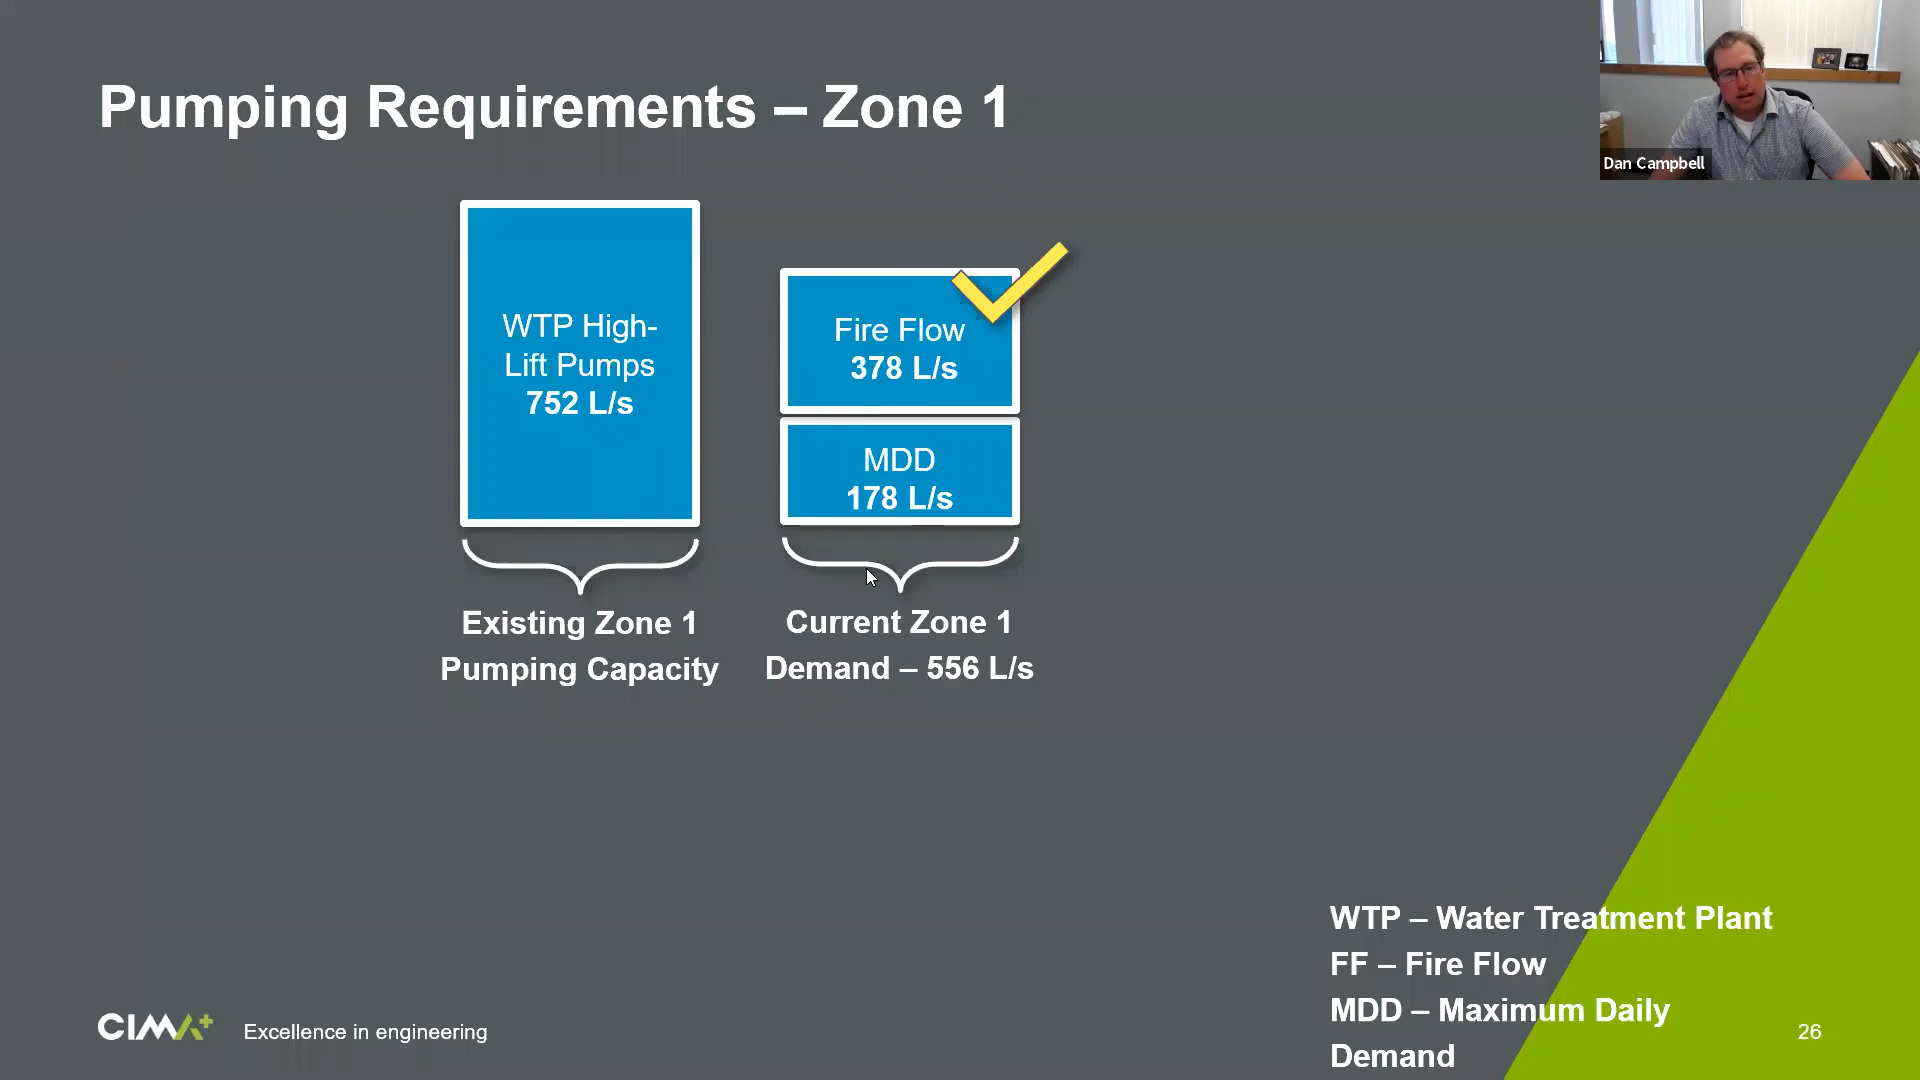 Pumping Requirements – Zone 1
Dan Campbell
WTP High-
Lift Pumps
752 L/s
Fire Flow
378 L/s
MDD
178 L/s
Existing Zone 1
Pumping Capacity
Current Zone 1
Demand – 556 L/s
WTP – Water Treatment Plant
FF – Fire Flow
MDD – Maximum Daily
Demand
CIMA+
Excellence in engineering
26